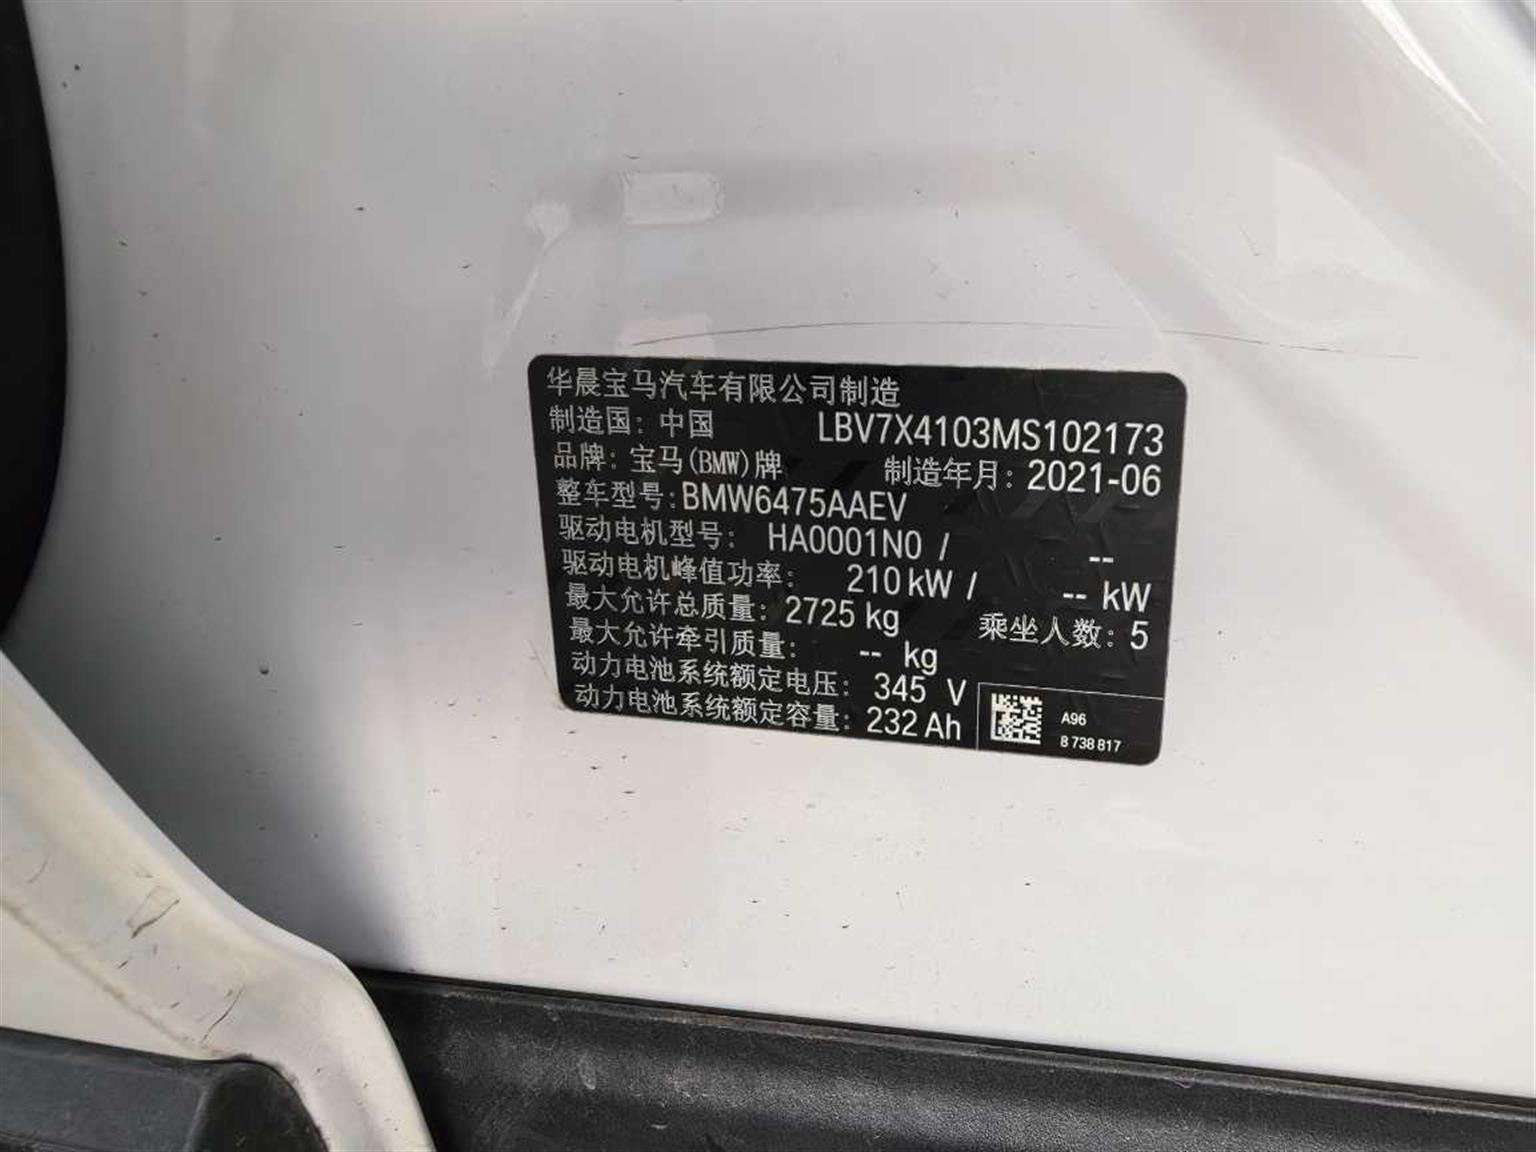 华晨宝马汽车有限公司制造
制造国：中国 LBV7X4103MS102173
品牌：宝马(BMW)牌 制造年月：2021-06
整车型号：BMW6475AAEV
驱动电机型号： HA0001N0 / --
驱动电机峰值功率： 210 kW / -- kW
最大允许总质量：2725 kg 乘坐人数：5
最大允许牵引质量： -- kg
动力电池系统额定电压： 345 V
动力电池系统额定容量：232 Ah
A96
8 738 817